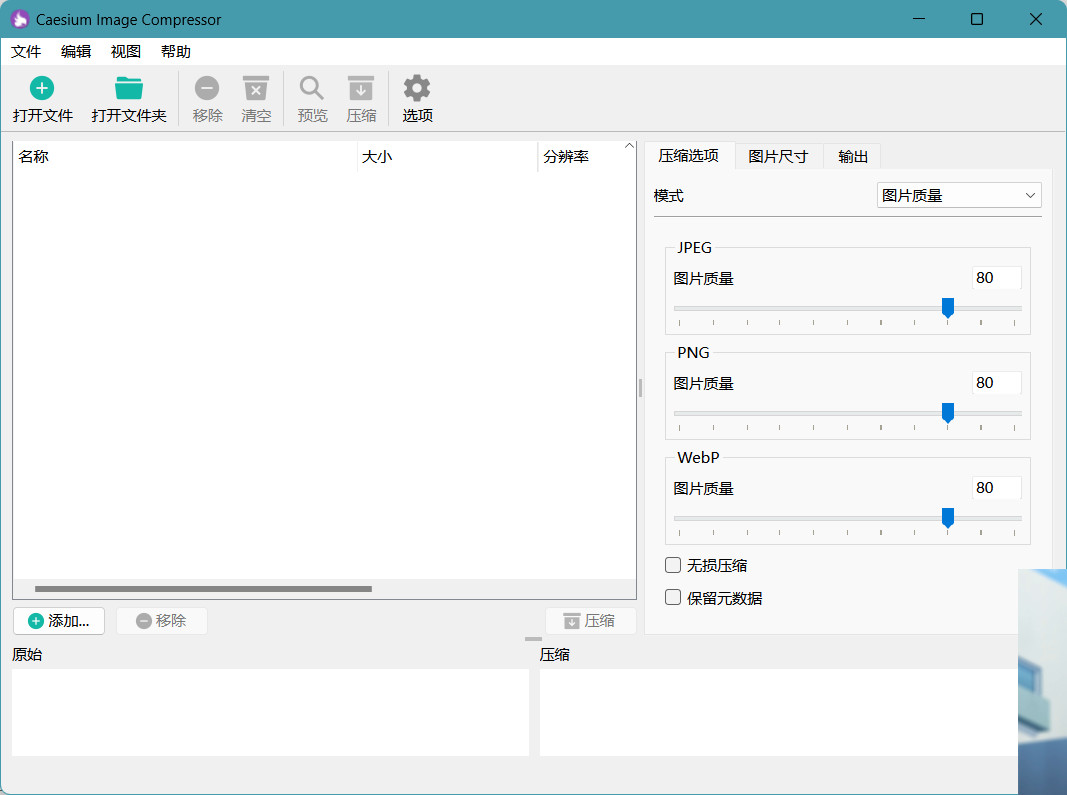 Caesium Image Compressor
文件 编辑 视图 帮助
打开文件 打开文件夹 移除 清空 预览 压缩 选项
名称 大小 分辨率
压缩选项 图片尺寸 输出
模式 图片质量
JPEG
图片质量 80
PNG
图片质量 80
WebP
图片质量 80
无损压缩
保留元数据
添加... 移除 压缩
原始 压缩